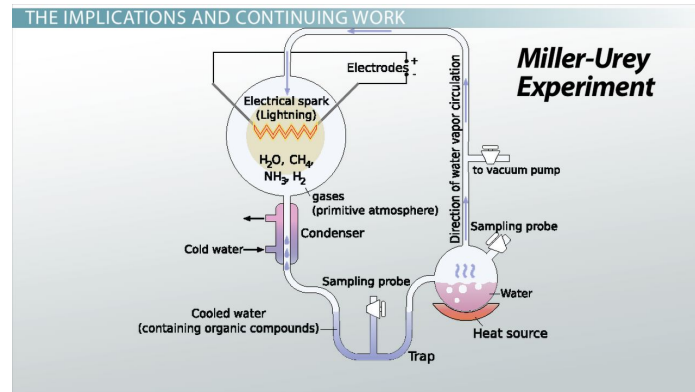 THE IMPLICATIONS AND CONTINUING WORK
Miller-Urey
Experiment
Electrodes
+
-
Electrical spark
(Lightning)
H₂O, CH₄,
NH₃, H₂
gases
(primitive atmosphere)
Direction of water vapor circulation
to vacuum pump
Condenser
Cold water
Sampling probe
Sampling probe
Water
Cooled water
(containing organic compounds)
Heat source
Trap